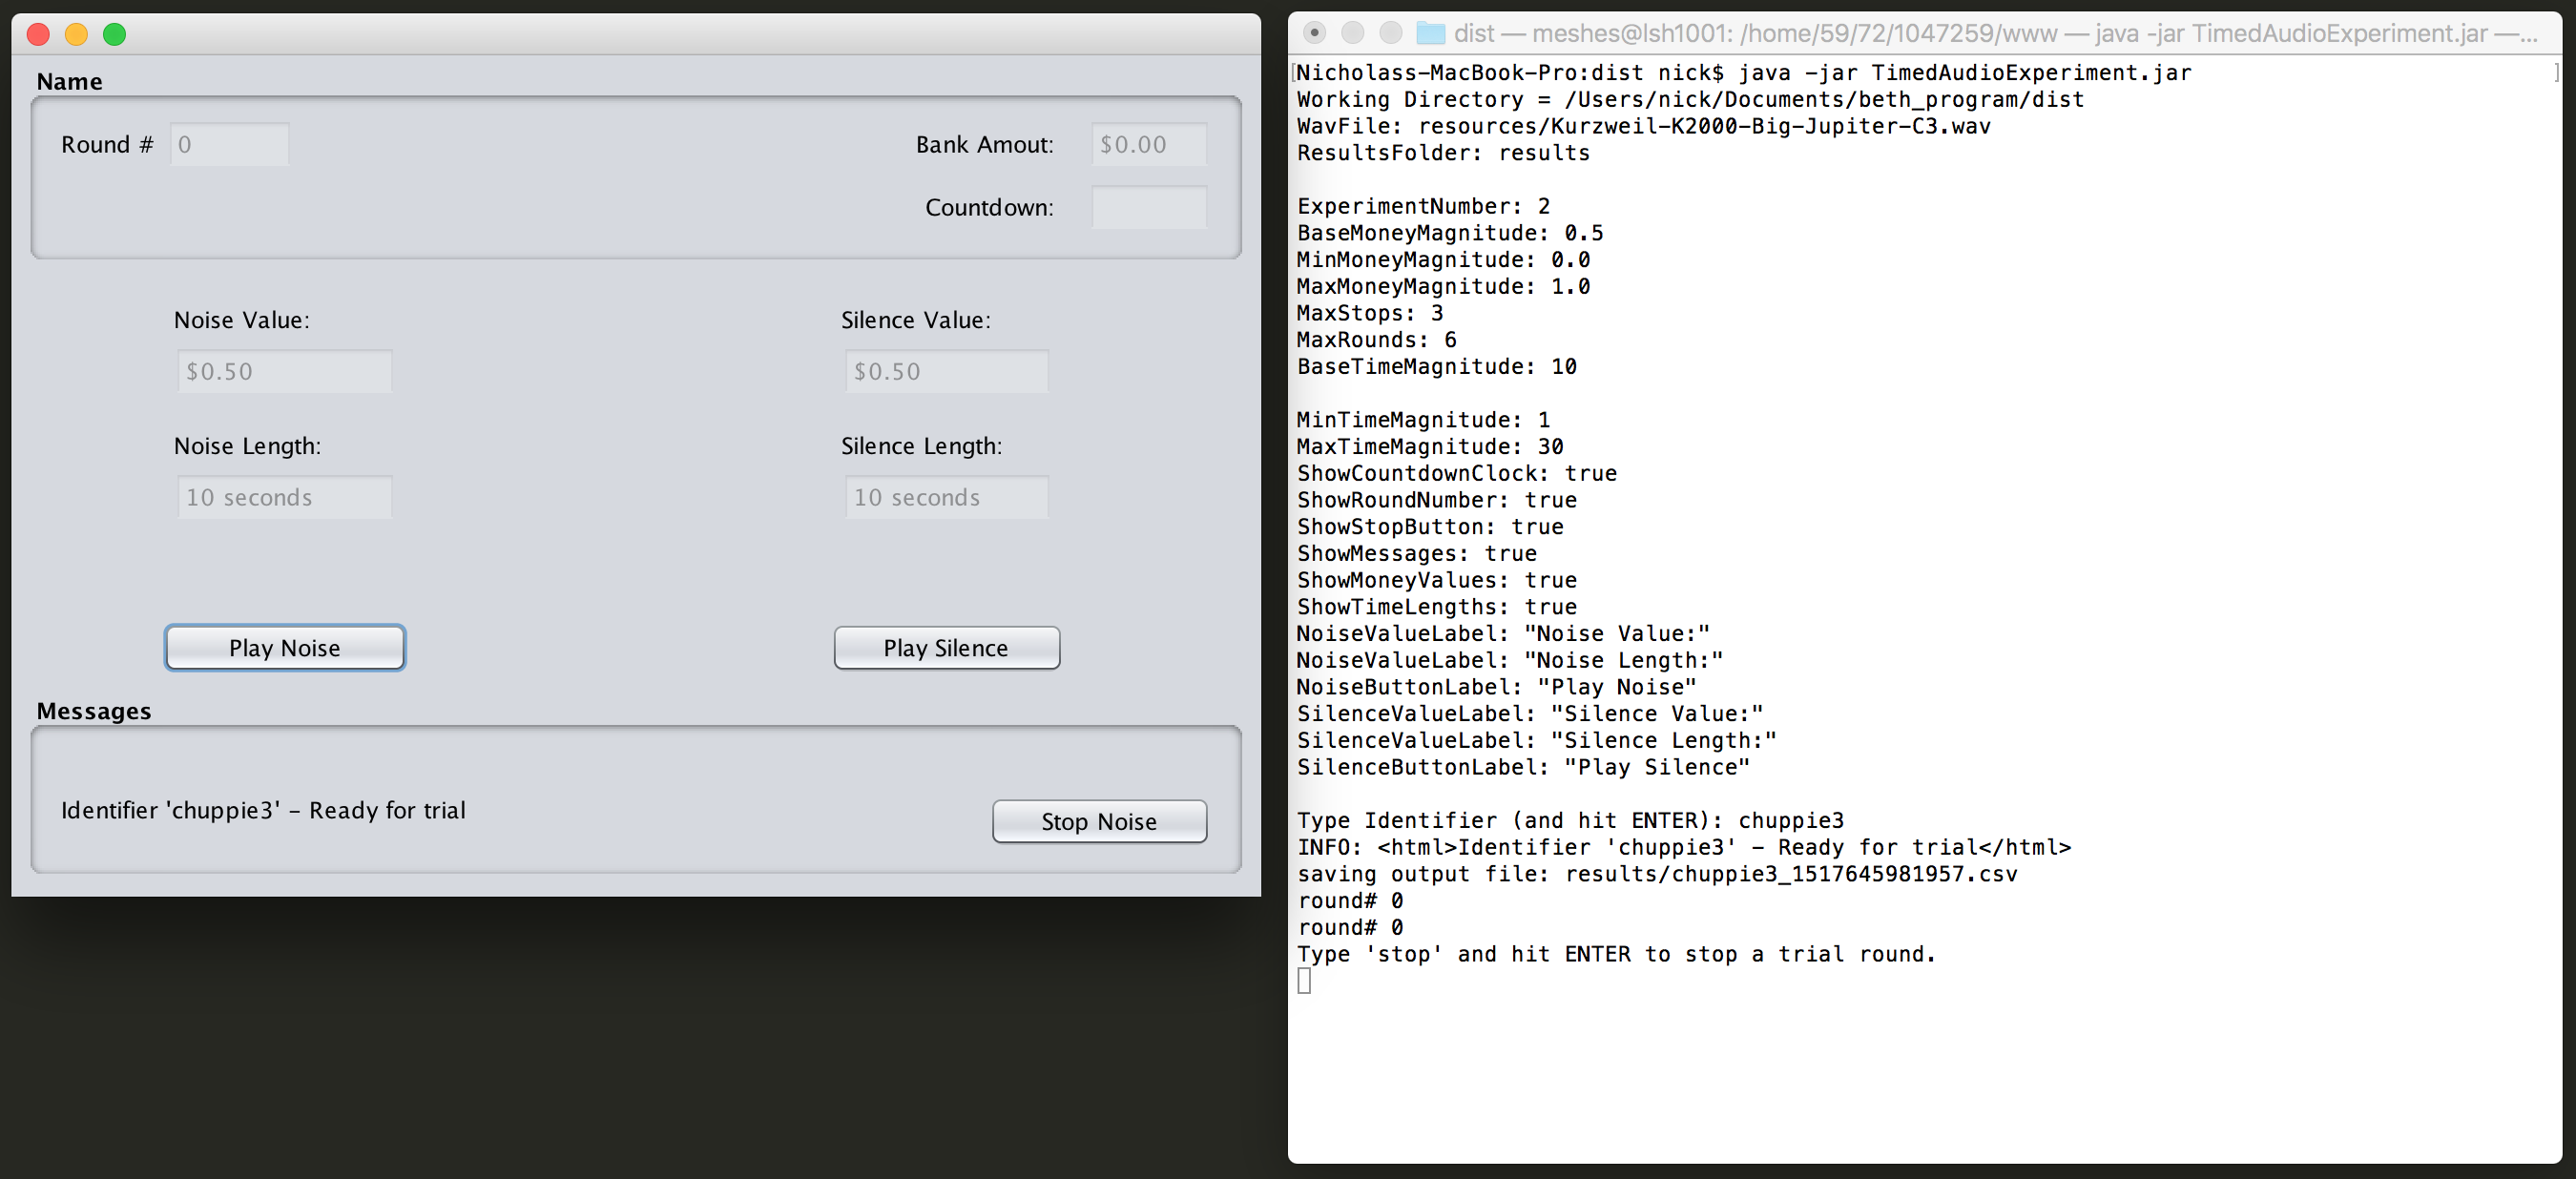 Name
Round # 0
Bank Amout: $0.00
Countdown:
Noise Value:
Silence Value:
$0.50
$0.50
Noise Length:
Silence Length:
10 seconds
10 seconds
Play Noise
Play Silence
Messages
Identifier 'chuppie3' – Ready for trial
Stop Noise
dist — meshes@lsh1001: /home/59/72/1047259/www — java -jar TimedAudioExperiment.jar —...
[Nicholass-MacBook-Pro:dist nick$ java -jar TimedAudioExperiment.jar ]
Working Directory = /Users/nick/Documents/beth_program/dist
WavFile: resources/Kurzweil-K2000-Big-Jupiter-C3.wav
ResultsFolder: results
ExperimentNumber: 2
BaseMoneyMagnitude: 0.5
MinMoneyMagnitude: 0.0
MaxMoneyMagnitude: 1.0
MaxStops: 3
MaxRounds: 6
BaseTimeMagnitude: 10
MinTimeMagnitude: 1
MaxTimeMagnitude: 30
ShowCountdownClock: true
ShowRoundNumber: true
ShowStopButton: true
ShowMessages: true
ShowMoneyValues: true
ShowTimeLengths: true
NoiseValueLabel: "Noise Value:"
NoiseValueLabel: "Noise Length:"
NoiseButtonLabel: "Play Noise"
SilenceValueLabel: "Silence Value:"
SilenceValueLabel: "Silence Length:"
SilenceButtonLabel: "Play Silence"
Type Identifier (and hit ENTER): chuppie3
INFO: <html>Identifier 'chuppie3' - Ready for trial</html>
saving output file: results/chuppie3_1517645981957.csv
round# 0
round# 0
Type 'stop' and hit ENTER to stop a trial round.